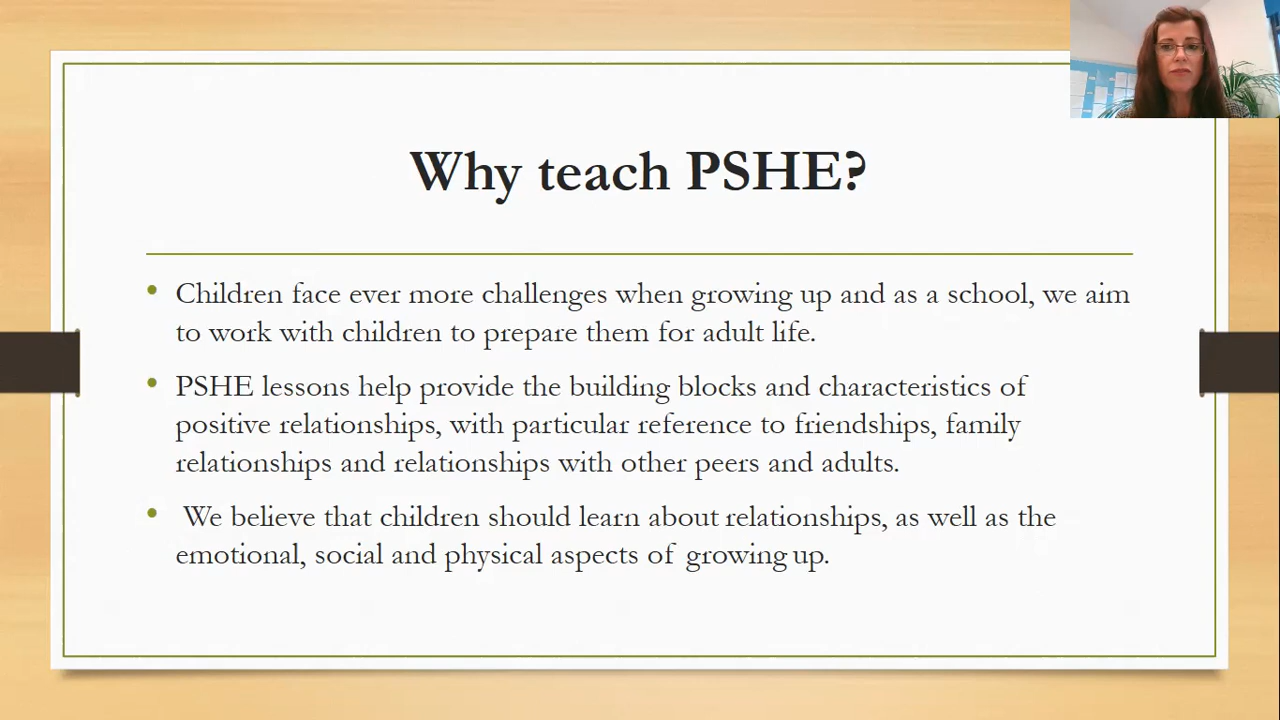 Why teach PSHE?
• Children face ever more challenges when growing up and as a school, we aim
to work with children to prepare them for adult life.
• PSHE lessons help provide the building blocks and characteristics of
positive relationships, with particular reference to friendships, family
relationships and relationships with other peers and adults.
• We believe that children should learn about relationships, as well as the
emotional, social and physical aspects of growing up.